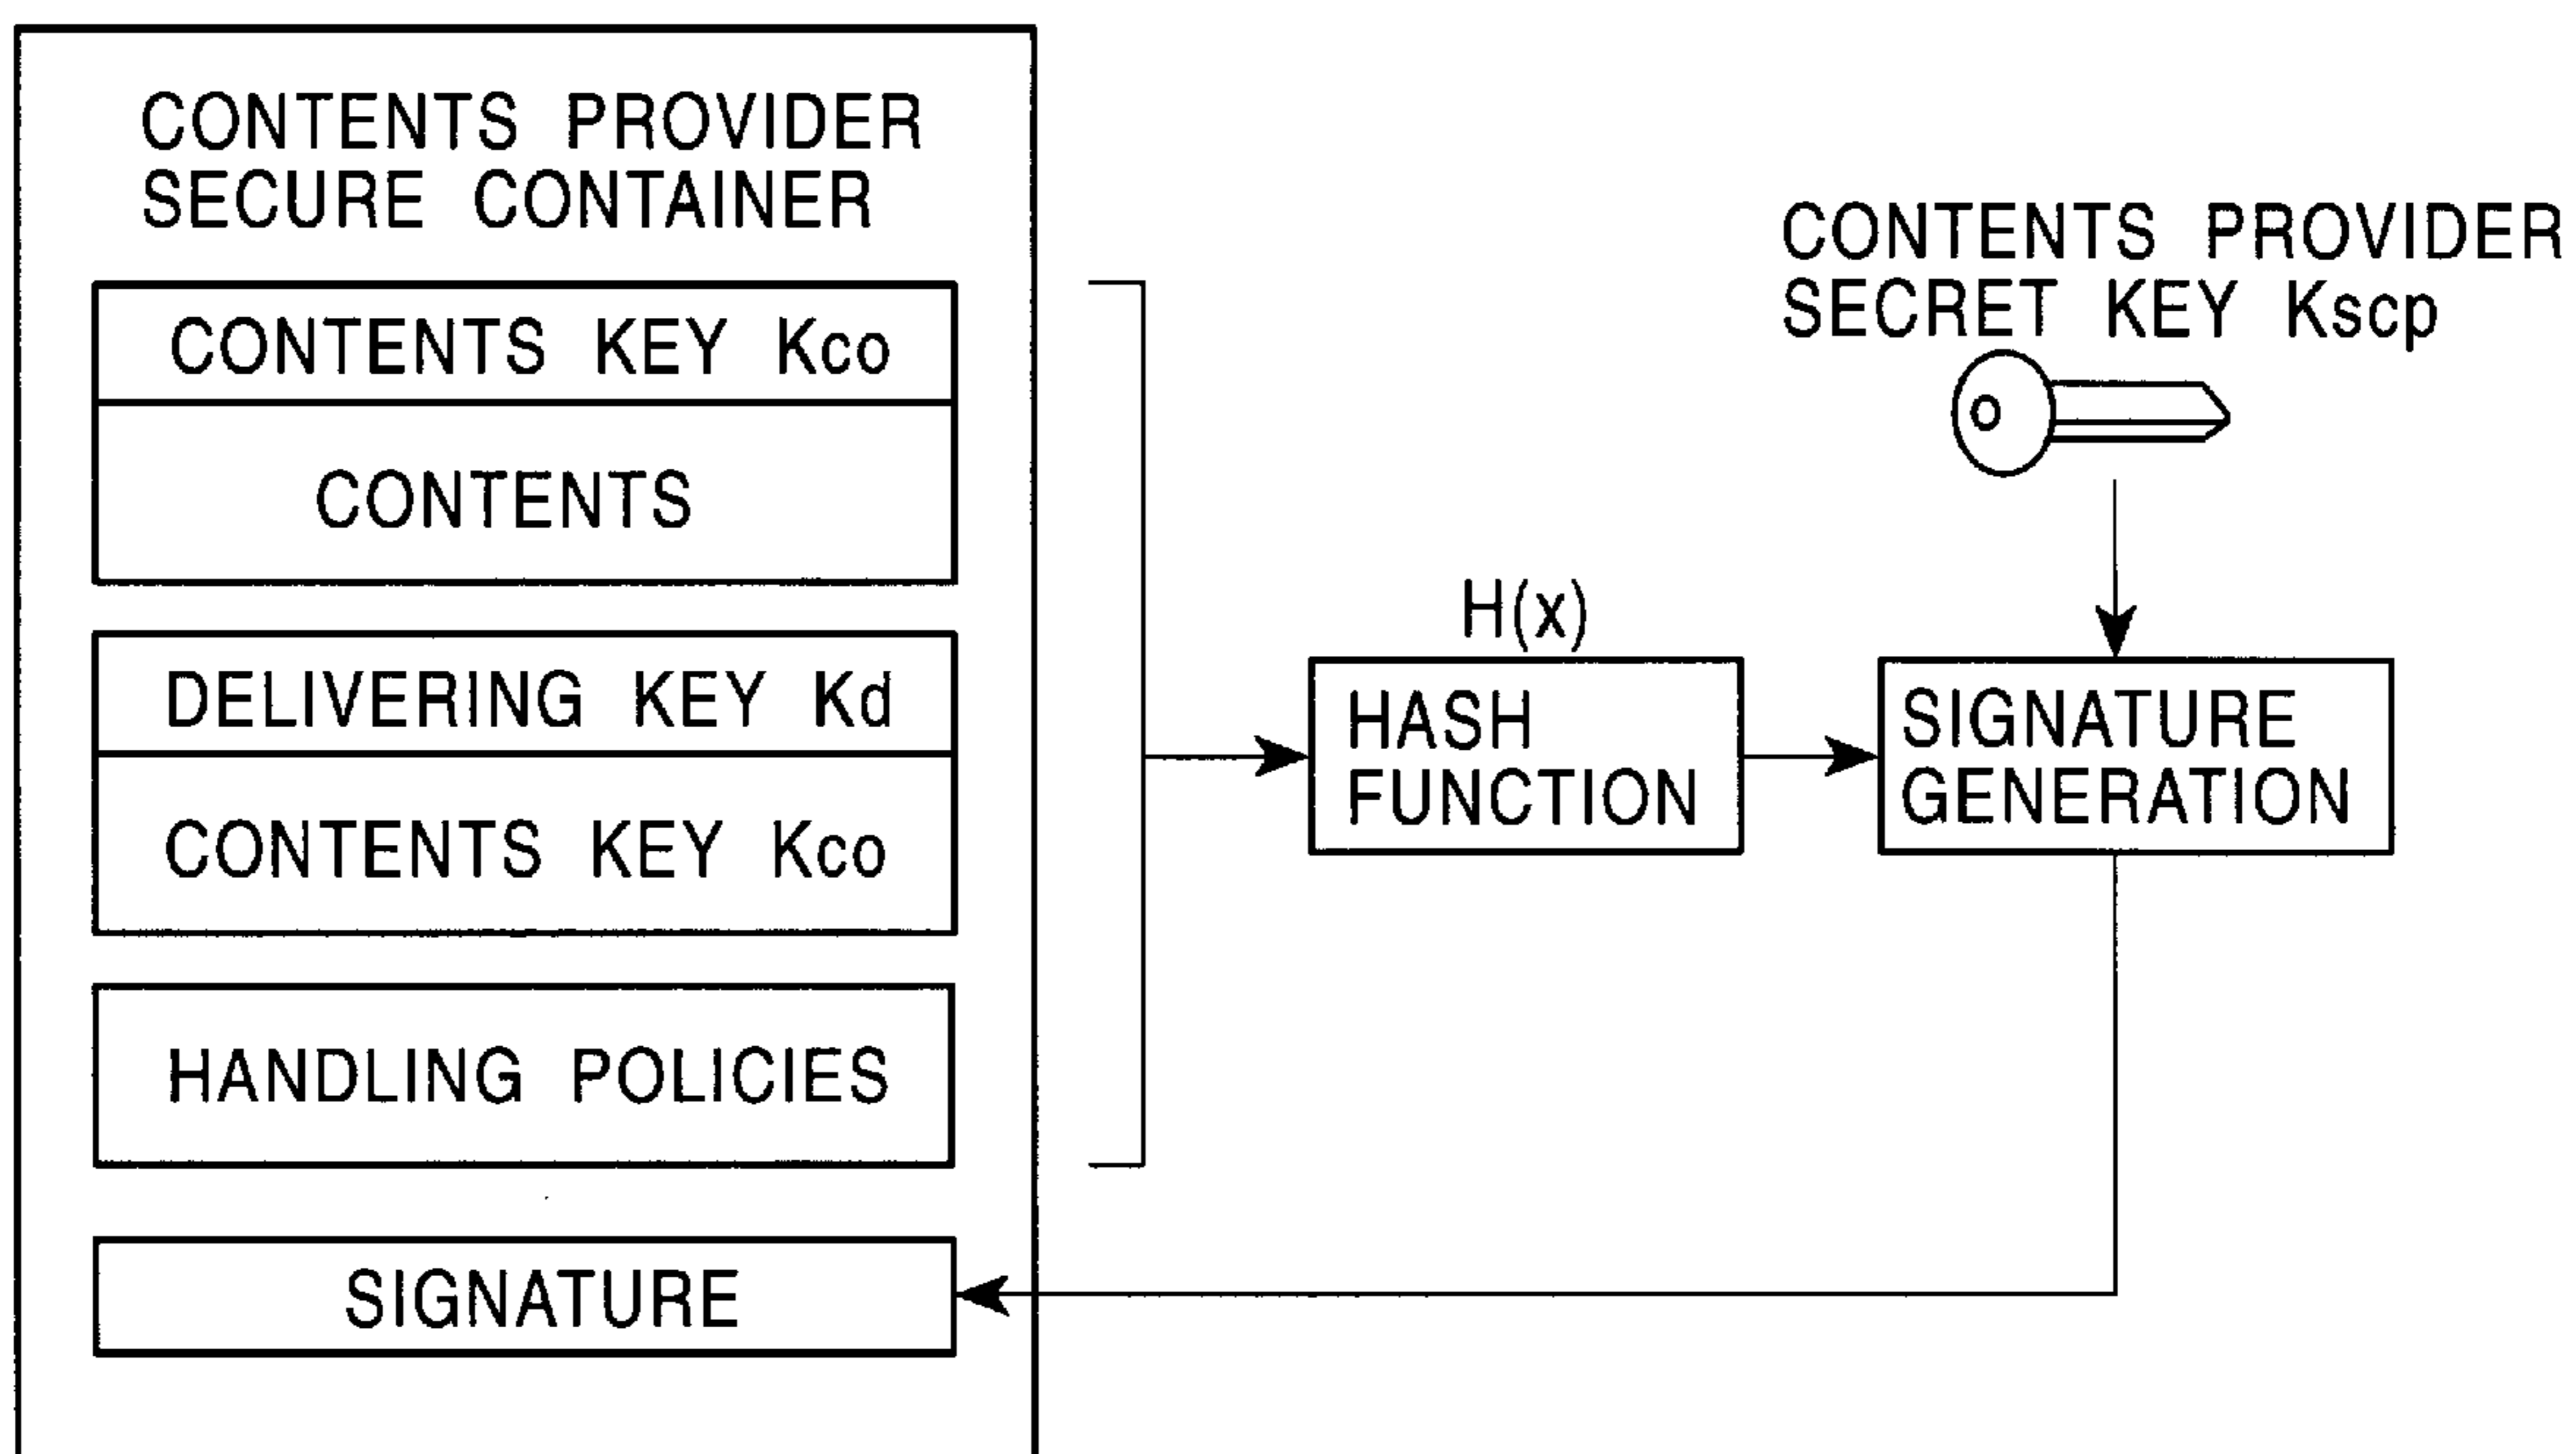 CONTENTS PROVIDER
SECURE CONTAINER
CONTENTS KEY Kco
CONTENTS
DELIVERING KEY Kd
CONTENTS KEY Kco
HANDLING POLICIES
SIGNATURE
H(x)
HASH
FUNCTION
CONTENTS PROVIDER
SECRET KEY Kscp
SIGNATURE
GENERATION